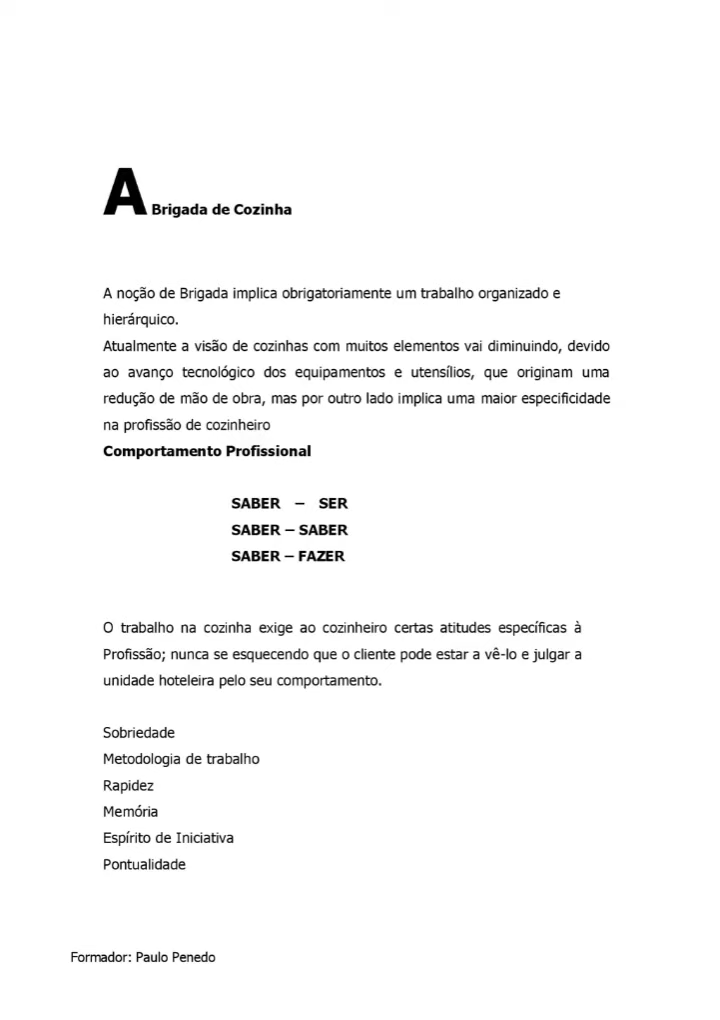 A Brigada de Cozinha
A noção de Brigada implica obrigatoriamente um trabalho organizado e
hierárquico.
Atualmente a visão de cozinhas com muitos elementos vai diminuindo, devido
ao avanço tecnológico dos equipamentos e utensílios, que originam uma
redução de mão de obra, mas por outro lado implica uma maior especificidade
na profissão de cozinheiro
Comportamento Profissional
SABER – SER
SABER – SABER
SABER – FAZER
O trabalho na cozinha exige ao cozinheiro certas atitudes específicas à
Profissão; nunca se esquecendo que o cliente pode estar a vê-lo e julgar a
unidade hoteleira pelo seu comportamento.
Sobriedade
Metodologia de trabalho
Rapidez
Memória
Espírito de Iniciativa
Pontualidade
Formador: Paulo Penedo